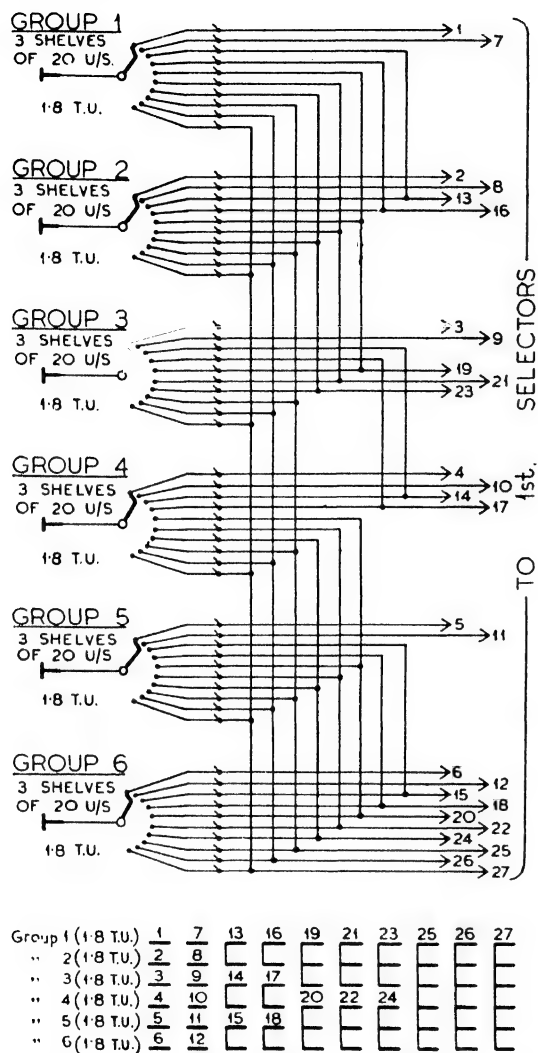 GROUP 1
3 SHELVES
OF 20 U/S.
1·8 T.U.
1
7
GROUP 2
3 SHELVES
OF 20 U/S
1·8 T.U.
2
8
13
16
GROUP 3
3 SHELVES
OF 20 U/S
1·8 T.U.
3
9
19
21
23
GROUP 4
3 SHELVES
OF 20 U/S
1·8 T.U.
4
10
14
17
GROUP 5
3 SHELVES
OF 20 U/S
1·8 T.U.
5
11
GROUP 6
3 SHELVES
OF 20 U/S
1·8 T.U.
6
12
15
18
20
22
24
25
26
27
TO 1st. SELECTORS
Group 1 (1·8 T.U.) 1 7 13 16 19 21 23 25 26 27
" 2 (1·8 T.U.) 2 8
" 3 (1·8 T.U.) 3 9 14 17
" 4 (1·8 T.U.) 4 10 20 22 24
" 5 (1·8 T.U.) 5 11 15 18
" 6 (1·8 T.U.) 6 12